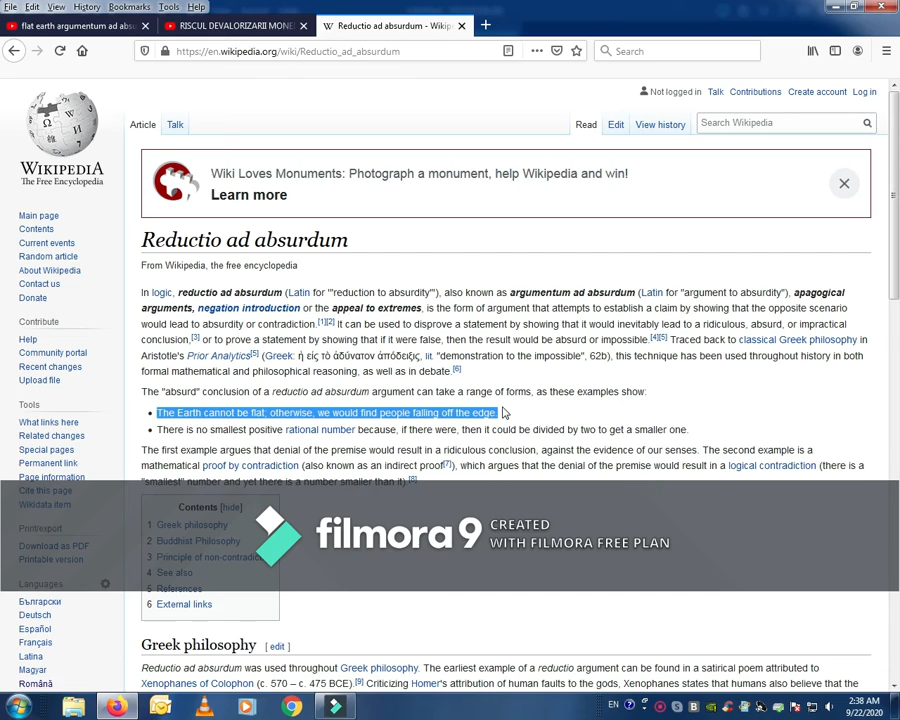 File Edit View History Bookmarks Tools Help
flat earth argumentum ad abs
RISCUL DEVALORIZARII MONE
Reductio ad absurdum - Wikip
https://en.wikipedia.org/wiki/Reductio_ad_absurdum
Search
Not logged in Talk Contributions Create account Log in
Article Talk
Read Edit View history
Search Wikipedia
WIKIPEDIA
The Free Encyclopedia
Wiki Loves Monuments: Photograph a monument, help Wikipedia and win!
Learn more
Main page
Contents
Current events
Random article
About Wikipedia
Contact us
Donate
Contribute
Help
Community portal
Recent changes
Upload file
Tools
What links here
Related changes
Special pages
Permanent link
Page information
Cite this page
Wikidata item
Print/export
Download as PDF
Printable version
Languages
Български
Deutsch
Español
Français
Latina
Magyar
Română
Reductio ad absurdum
From Wikipedia, the free encyclopedia
In logic, reductio ad absurdum (Latin for '"reduction to absurdity"'), also known as argumentum ad absurdum (Latin for "argument to absurdity"), apagogical
arguments, negation introduction or the appeal to extremes, is the form of argument that attempts to establish a claim by showing that the opposite scenario
would lead to absurdity or contradiction.[1][2] It can be used to disprove a statement by showing that it would inevitably lead to a ridiculous, absurd, or impractical
conclusion,[3] or to prove a statement by showing that if it were false, then the result would be absurd or impossible.[4][5] Traced back to classical Greek philosophy in
Aristotle's Prior Analytics[5] (Greek: ἡ εἰς τὸ ἀδύνατον ἀπόδειξις, lit. "demonstration to the impossible", 62b), this technique has been used throughout history in both
formal mathematical and philosophical reasoning, as well as in debate.[6]
The "absurd" conclusion of a reductio ad absurdum argument can take a range of forms, as these examples show:
• The Earth cannot be flat; otherwise, we would find people falling off the edge.
• There is no smallest positive rational number because, if there were, then it could be divided by two to get a smaller one.
The first example argues that denial of the premise would result in a ridiculous conclusion, against the evidence of our senses. The second example is a
mathematical proof by contradiction (also known as an indirect proof[7]), which argues that the denial of the premise would result in a logical contradiction (there is a
"smallest" number and yet there is a number smaller than it).[8]
Contents [hide]
1 Greek philosophy
2 Buddhist Philosophy
3 Principle of non-contradic
4 See also
5 References
6 External links
filmora9 CREATED
WITH FILMORA FREE PLAN
Greek philosophy [ edit ]
Reductio ad absurdum was used throughout Greek philosophy. The earliest example of a reductio argument can be found in a satirical poem attributed to
Xenophanes of Colophon (c. 570 – c. 475 BCE).[9] Criticizing Homer's attribution of human faults to the gods, Xenophanes states that humans also believe that the
EN
2:38 AM
9/22/2020